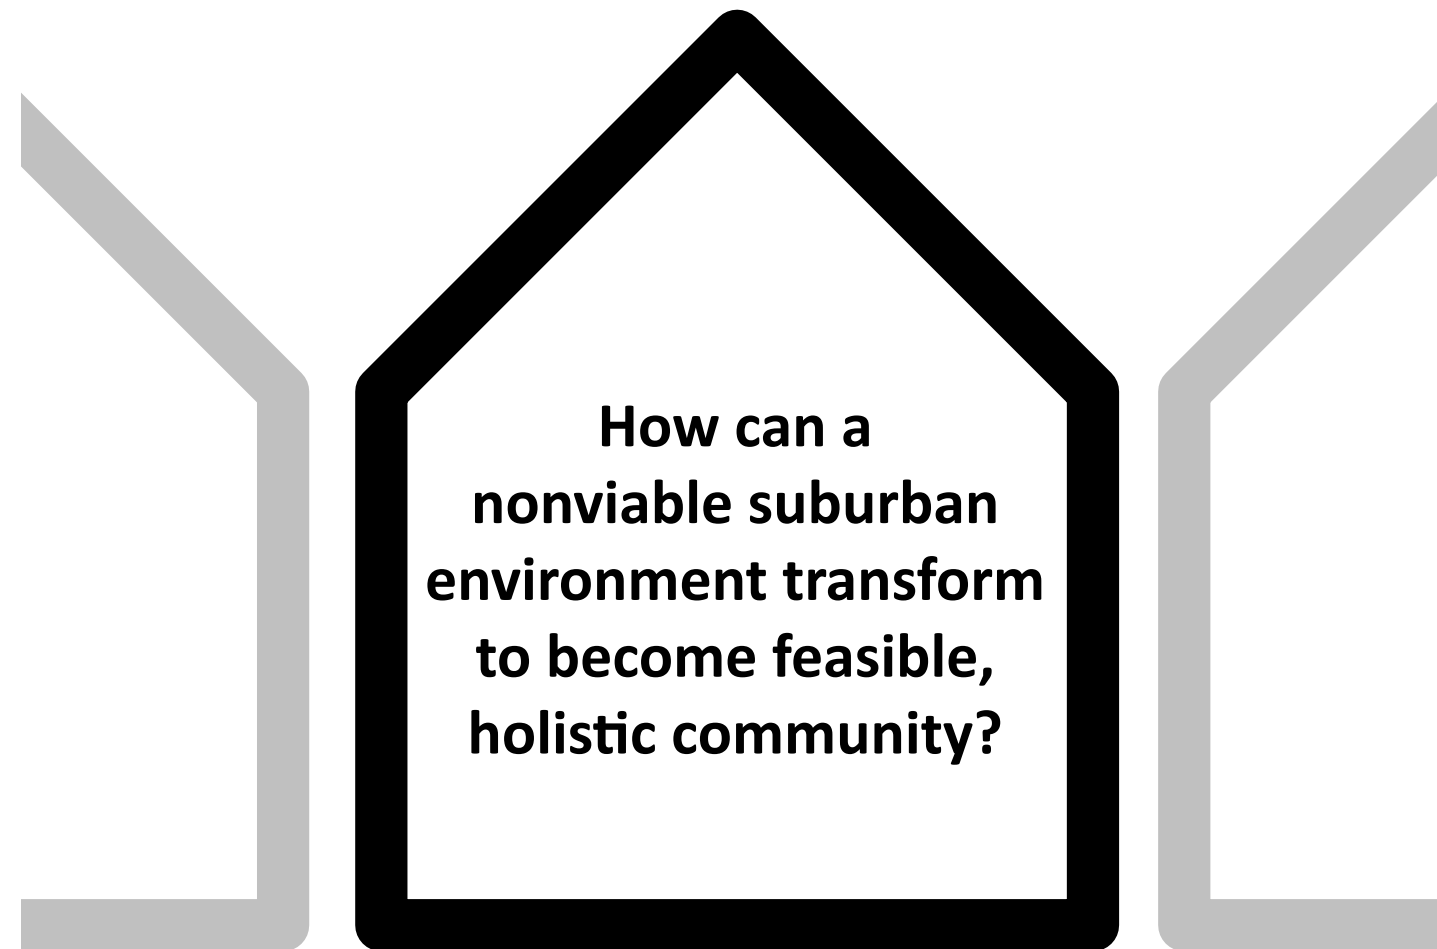 How can a
nonviable suburban
environment transform
to become feasible,
holistic community?